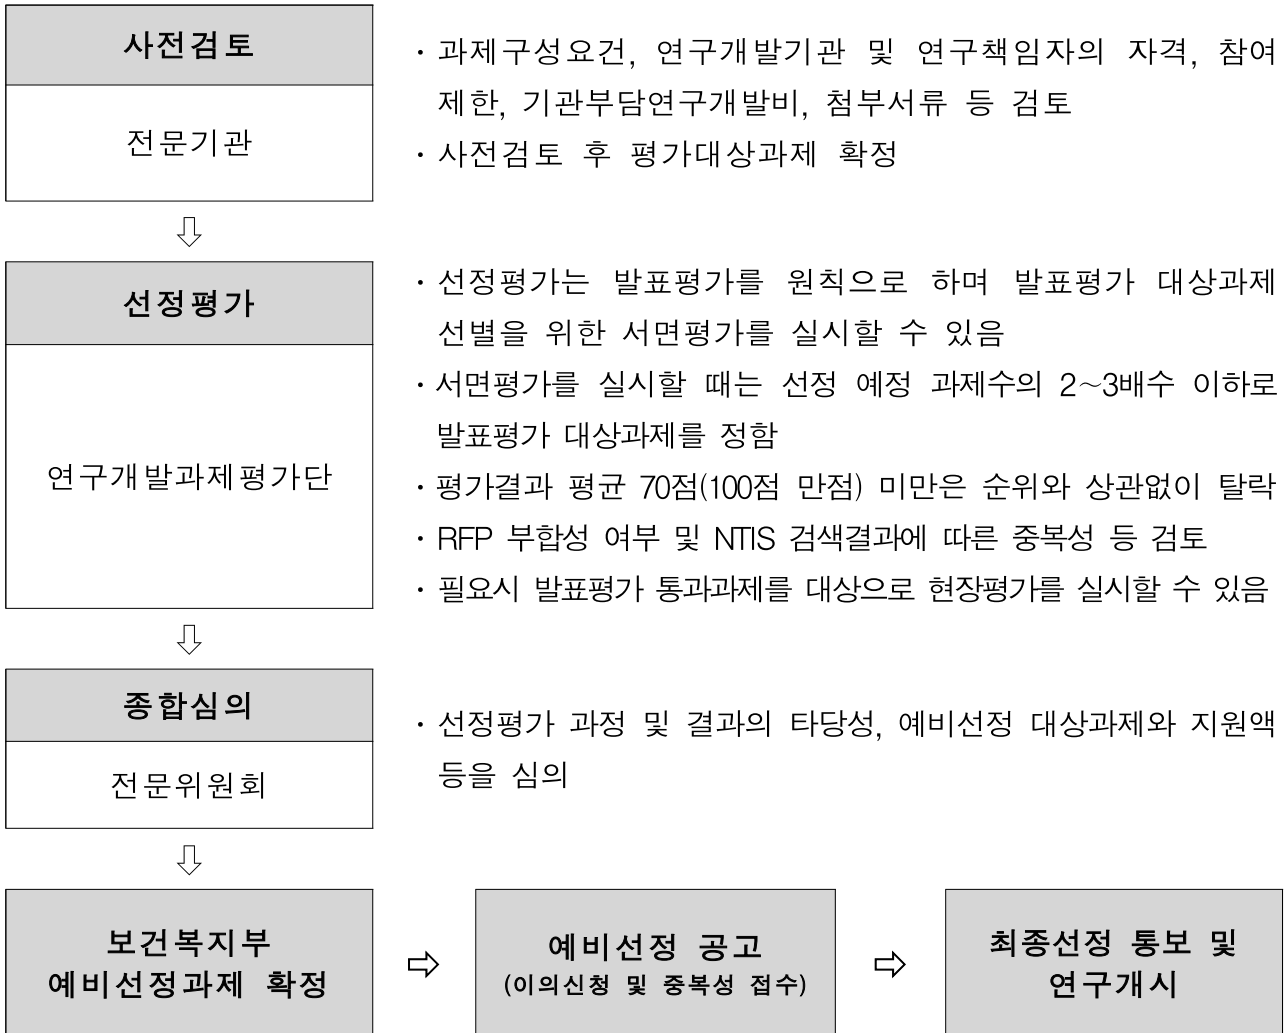 사전검토
전문기관
· 과제구성요건, 연구개발기관 및 연구책임자의 자격, 참여
제한, 기관부담연구개발비, 첨부서류 등 검토
· 사전검토 후 평가대상과제 확정
⇩
선정평가
연구개발과제평가단
· 선정평가는 발표평가를 원칙으로 하며 발표평가 대상과제
선별을 위한 서면평가를 실시할 수 있음
· 서면평가를 실시할 때는 선정 예정 과제수의 2~3배수 이하로
발표평가 대상과제를 정함
· 평가결과 평균 70점(100점 만점) 미만은 순위와 상관없이 탈락
· RFP 부합성 여부 및 NTIS 검색결과에 따른 중복성 등 검토
· 필요시 발표평가 통과과제를 대상으로 현장평가를 실시할 수 있음
⇩
종합심의
전문위원회
· 선정평가 과정 및 결과의 타당성, 예비선정 대상과제와 지원액
등을 심의
⇩
보건복지부
예비선정과제 확정
⇨
예비선정 공고
(이의신청 및 중복성 접수)
⇨
최종선정 통보 및
연구개시